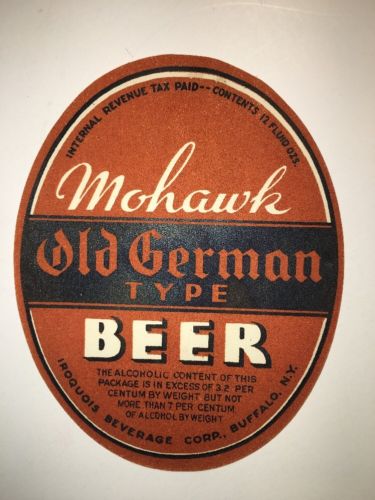 INTERNAL REVENUE TAX PAID--CONTENTS 12 FLUID OZS.
Mohawk
Old German
TYPE
BEER
THE ALCOHOLIC CONTENT OF THIS
PACKAGE IS IN EXCESS OF 3.2 PER
CENTUM BY WEIGHT BUT NOT
MORE THAN 7 PER CENTUM
OF ALCOHOL BY WEIGHT
IROQUOIS BEVERAGE CORP., BUFFALO, N.Y.